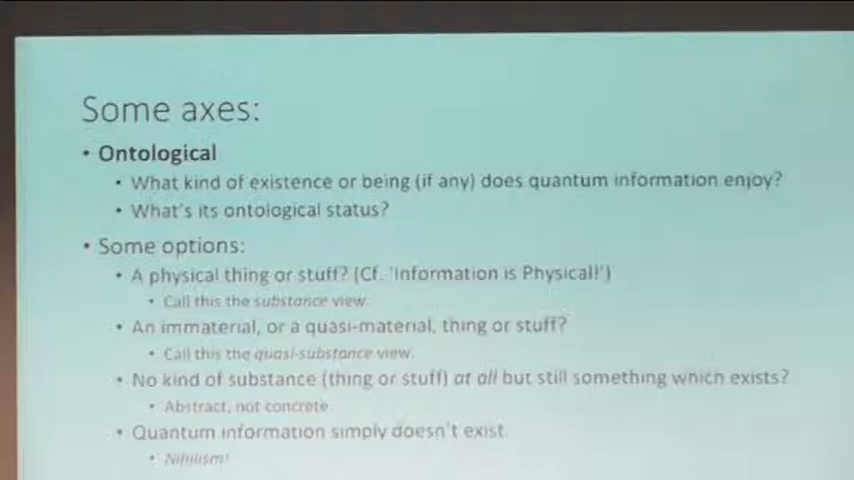 Some axes:
• Ontological
• What kind of existence or being (if any) does quantum information enjoy?
• What's its ontological status?
• Some options:
• A physical thing or stuff? (Cf. 'Information is Physical!')
• Call this the substance view.
• An immaterial, or a quasi-material, thing or stuff?
• Call this the quasi-substance view.
• No kind of substance (thing or stuff) at all but still something which exists?
• Abstract, not concrete
• Quantum information simply doesn't exist.
• Nihilism!